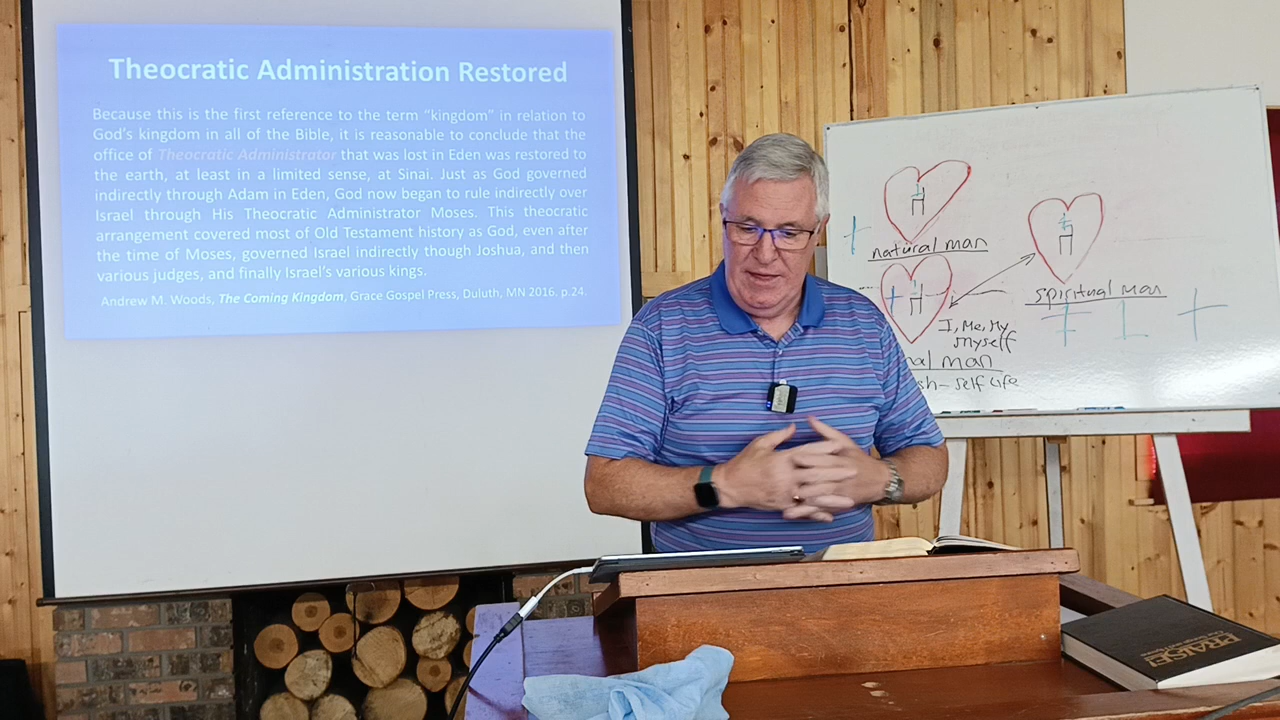 Theocratic Administration Restored
Because this is the first reference to the term “kingdom” in relation to
God’s kingdom in all of the Bible, it is reasonable to conclude that the
office of Theocratic Administrator that was lost in Eden was restored to
the earth, at least in a limited sense, at Sinai. Just as God governed
indirectly through Adam in Eden, God now began to rule indirectly over
Israel through His Theocratic Administrator Moses. This theocratic
arrangement covered most of Old Testament history as God, even after
the time of Moses, governed Israel indirectly though Joshua, and then
various judges, and finally Israel’s various kings.
Andrew M. Woods, The Coming Kingdom, Grace Gospel Press, Duluth, MN 2016. p.24.
natural man
spiritual man
I, Me, My
Myself
nal man
sh- self life
PRAISE!